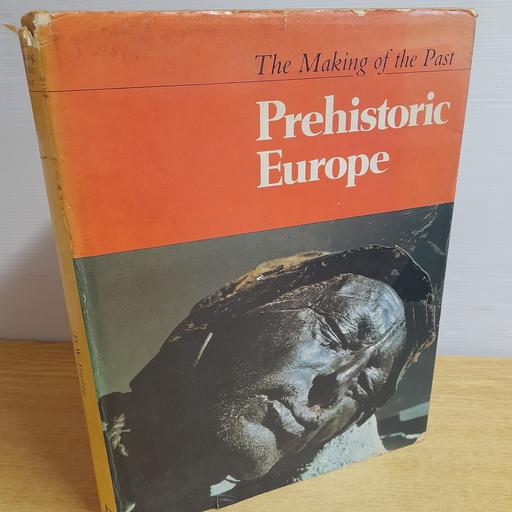 The Making of the Past
Prehistoric
Europe